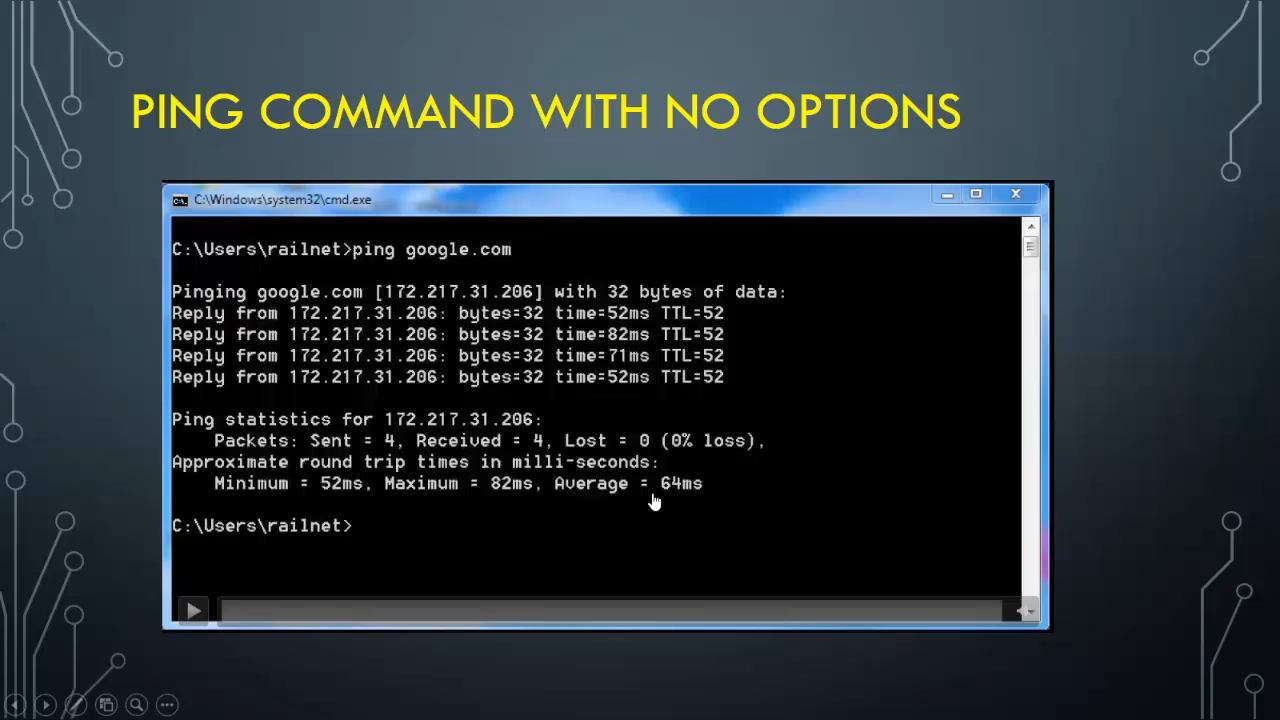 PING COMMAND WITH NO OPTIONS
C:\Windows\system32\cmd.exe
C:\Users\railnet>ping google.com
Pinging google.com [172.217.31.206] with 32 bytes of data:
Reply from 172.217.31.206: bytes=32 time=52ms TTL=52
Reply from 172.217.31.206: bytes=32 time=82ms TTL=52
Reply from 172.217.31.206: bytes=32 time=71ms TTL=52
Reply from 172.217.31.206: bytes=32 time=52ms TTL=52
Ping statistics for 172.217.31.206:
Packets: Sent = 4, Received = 4, Lost = 0 (0% loss),
Approximate round trip times in milli-seconds:
Minimum = 52ms, Maximum = 82ms, Average = 64ms
C:\Users\railnet>